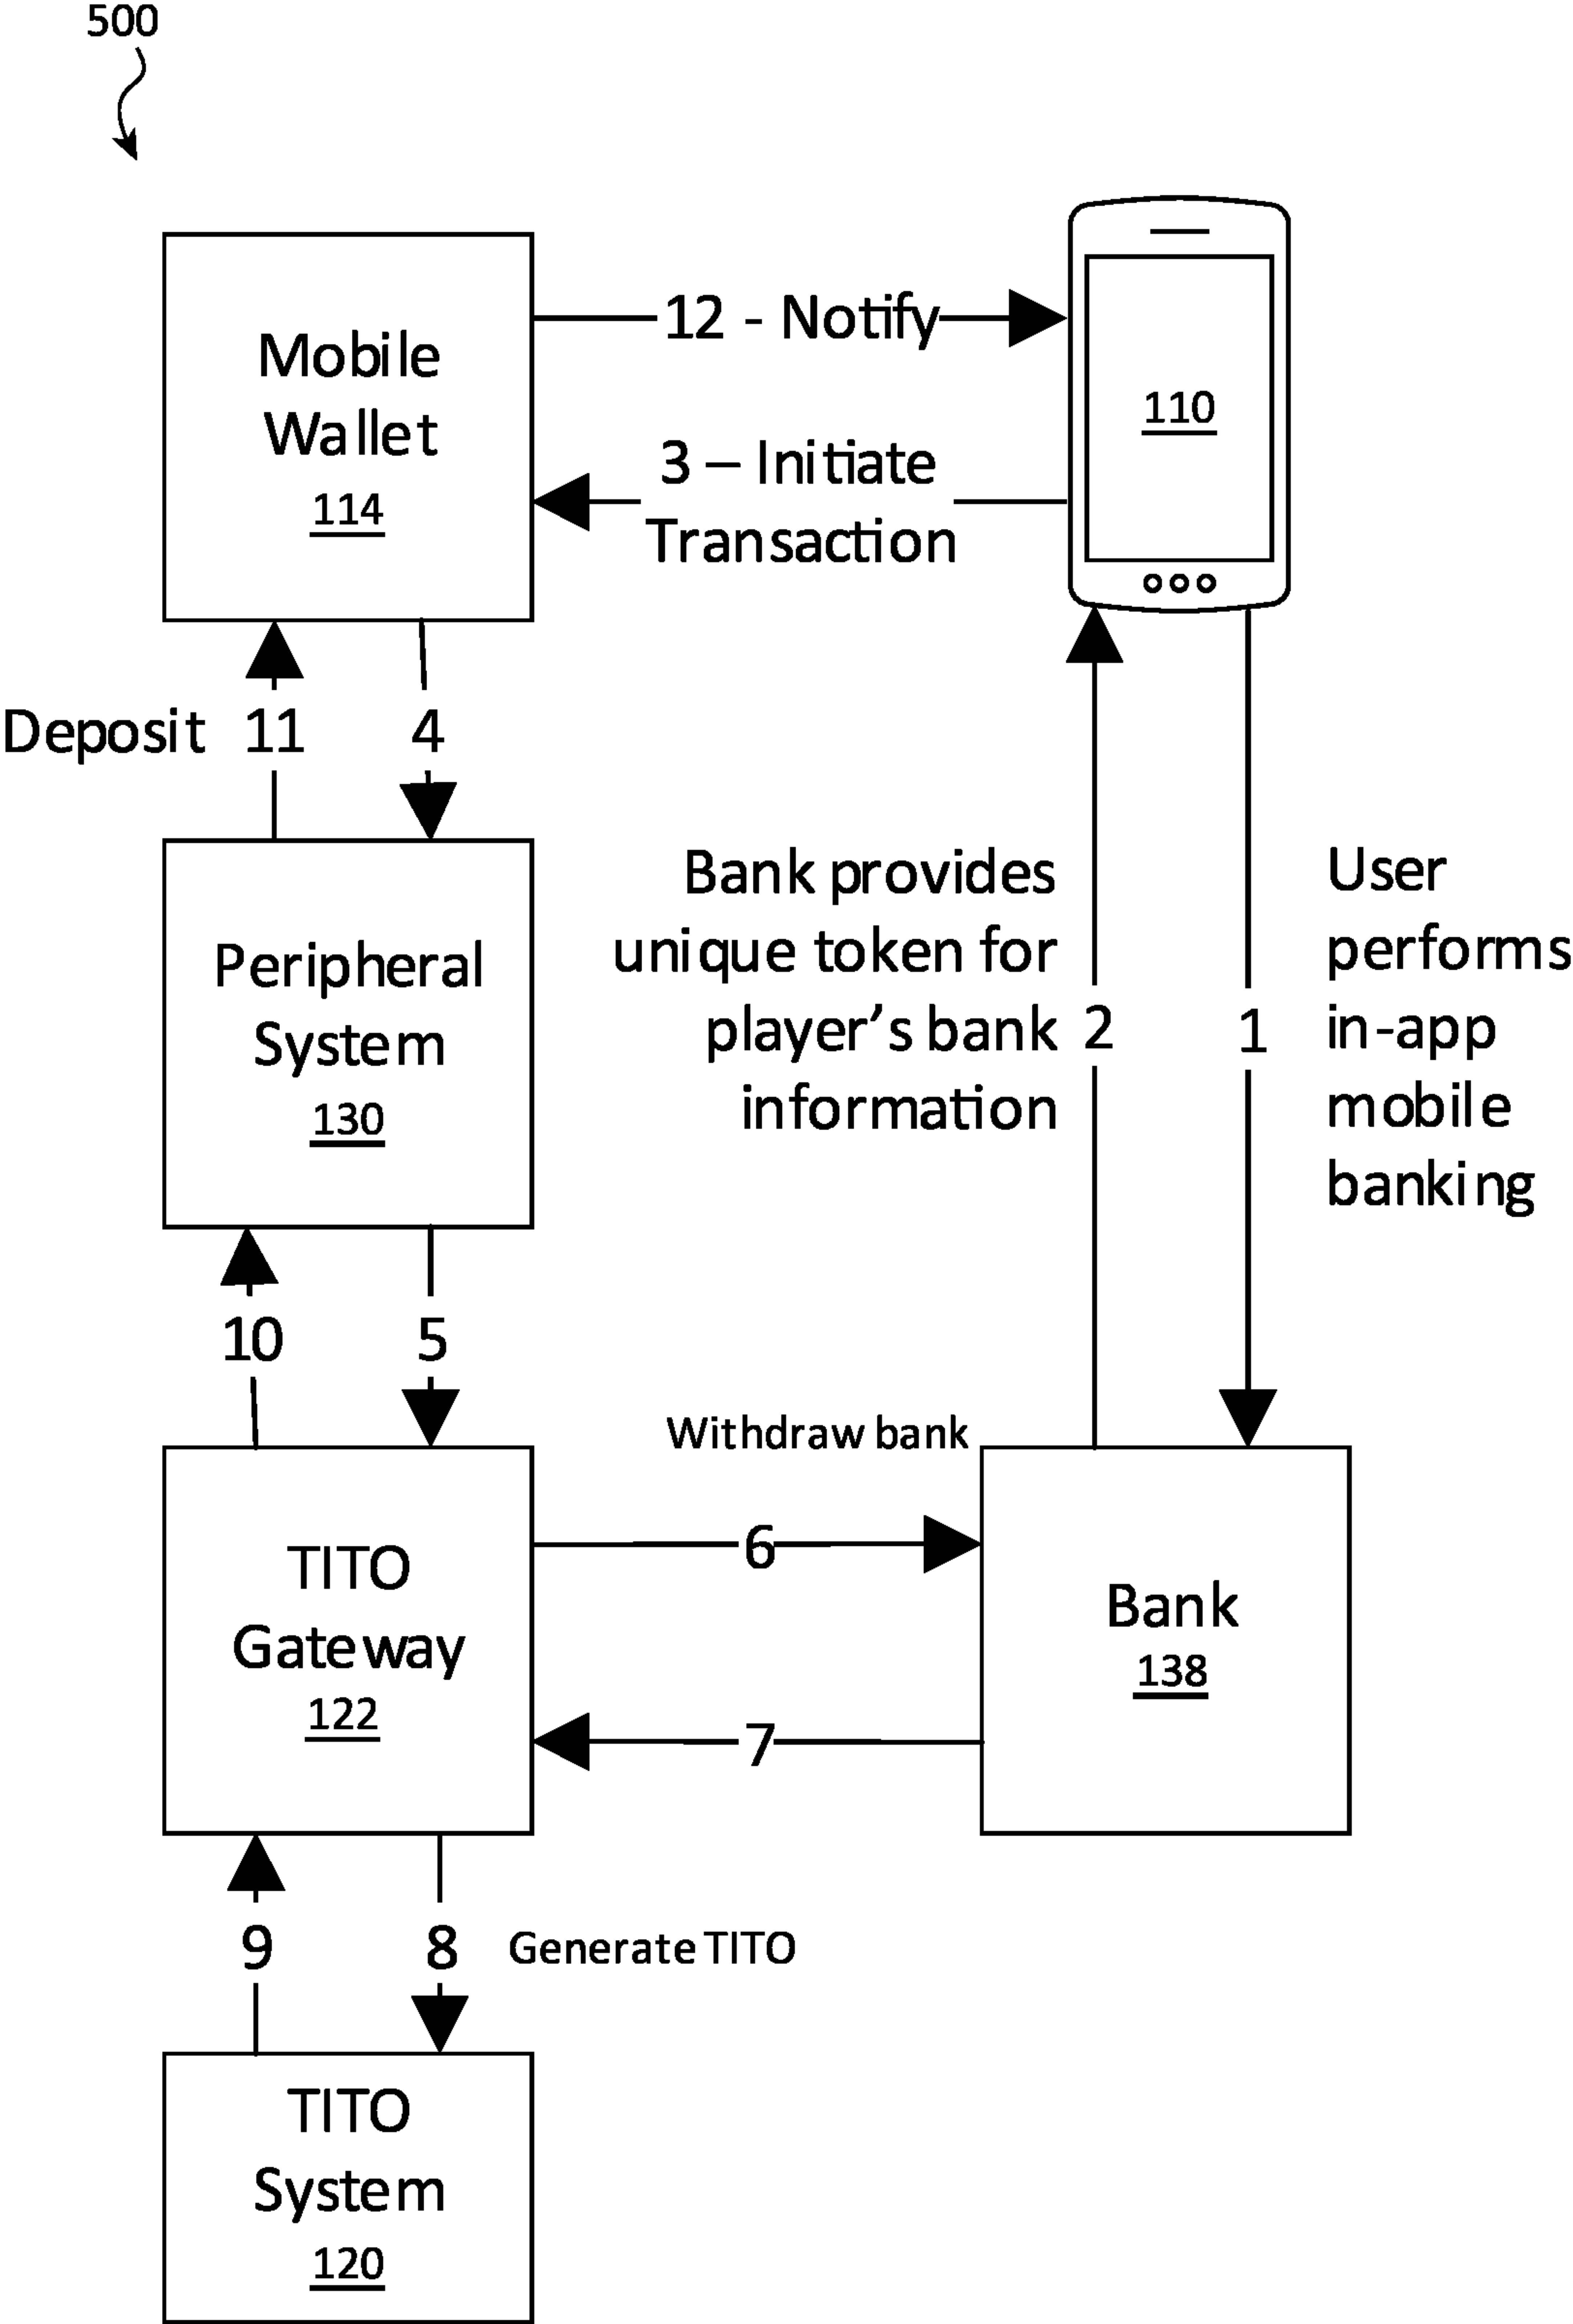 500
Mobile
Wallet
114
12 - Notify
3 – Initiate
Transaction
110
Deposit 11
4
Peripheral
System
130
Bank provides
unique token for
player's bank
information
2
1
User
performs
in-app
mobile
banking
10
5
TITO
Gateway
122
Withdraw bank
6
7
Bank
138
9
8
Generate TITO
TITO
System
120